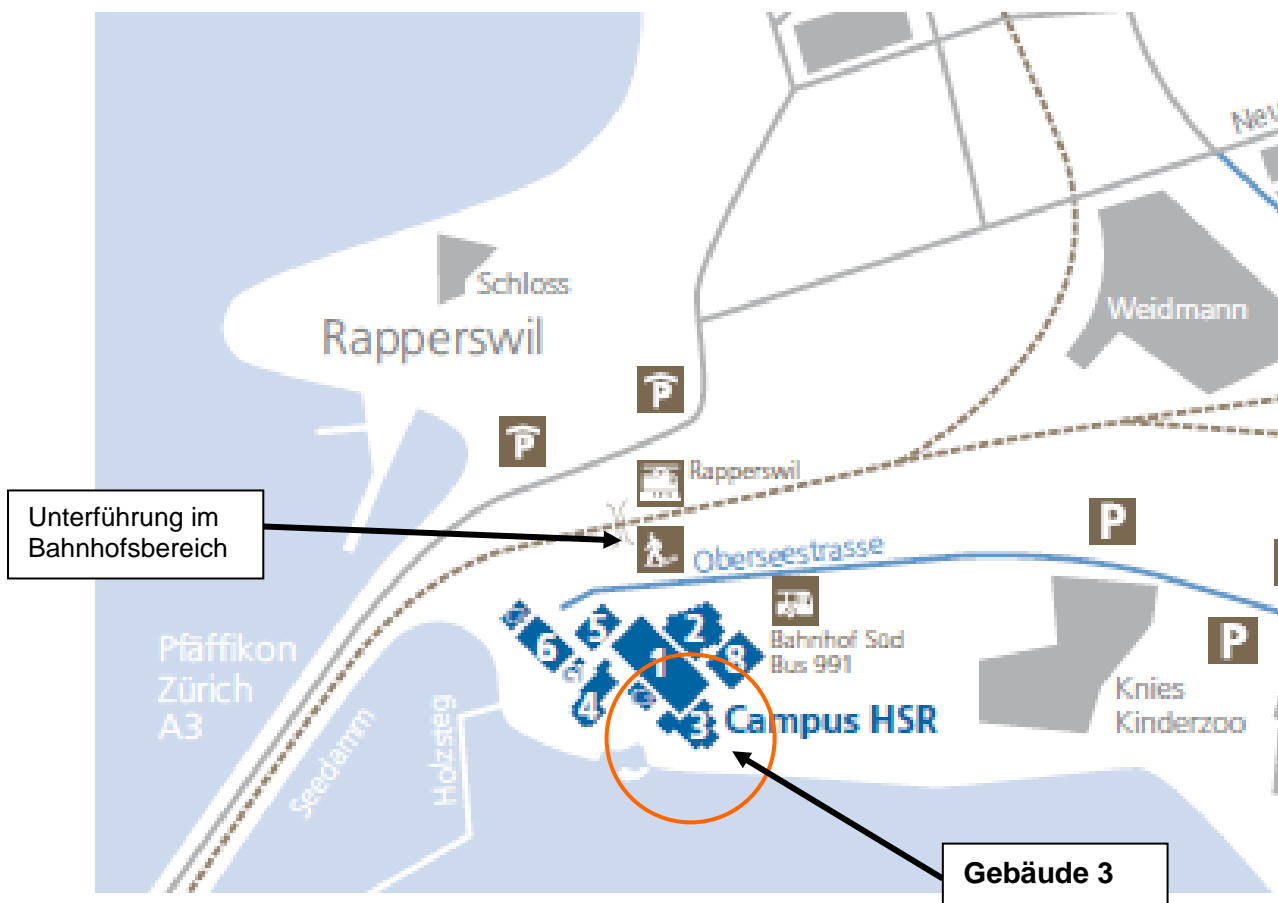 Neu
Schloss
Rapperswil
Weidmann
P
P
Rapperswil
Unterführung im
Bahnhofsbereich
P
Oberseestrasse
Bahnhof Süd
Bus 991
P
Pfäffikon
Zürich
A3
Seedamm
Holzsteg
5
2
6
1
8
4
3
Campus HSR
Knies
Kinderzoo
Gebäude 3